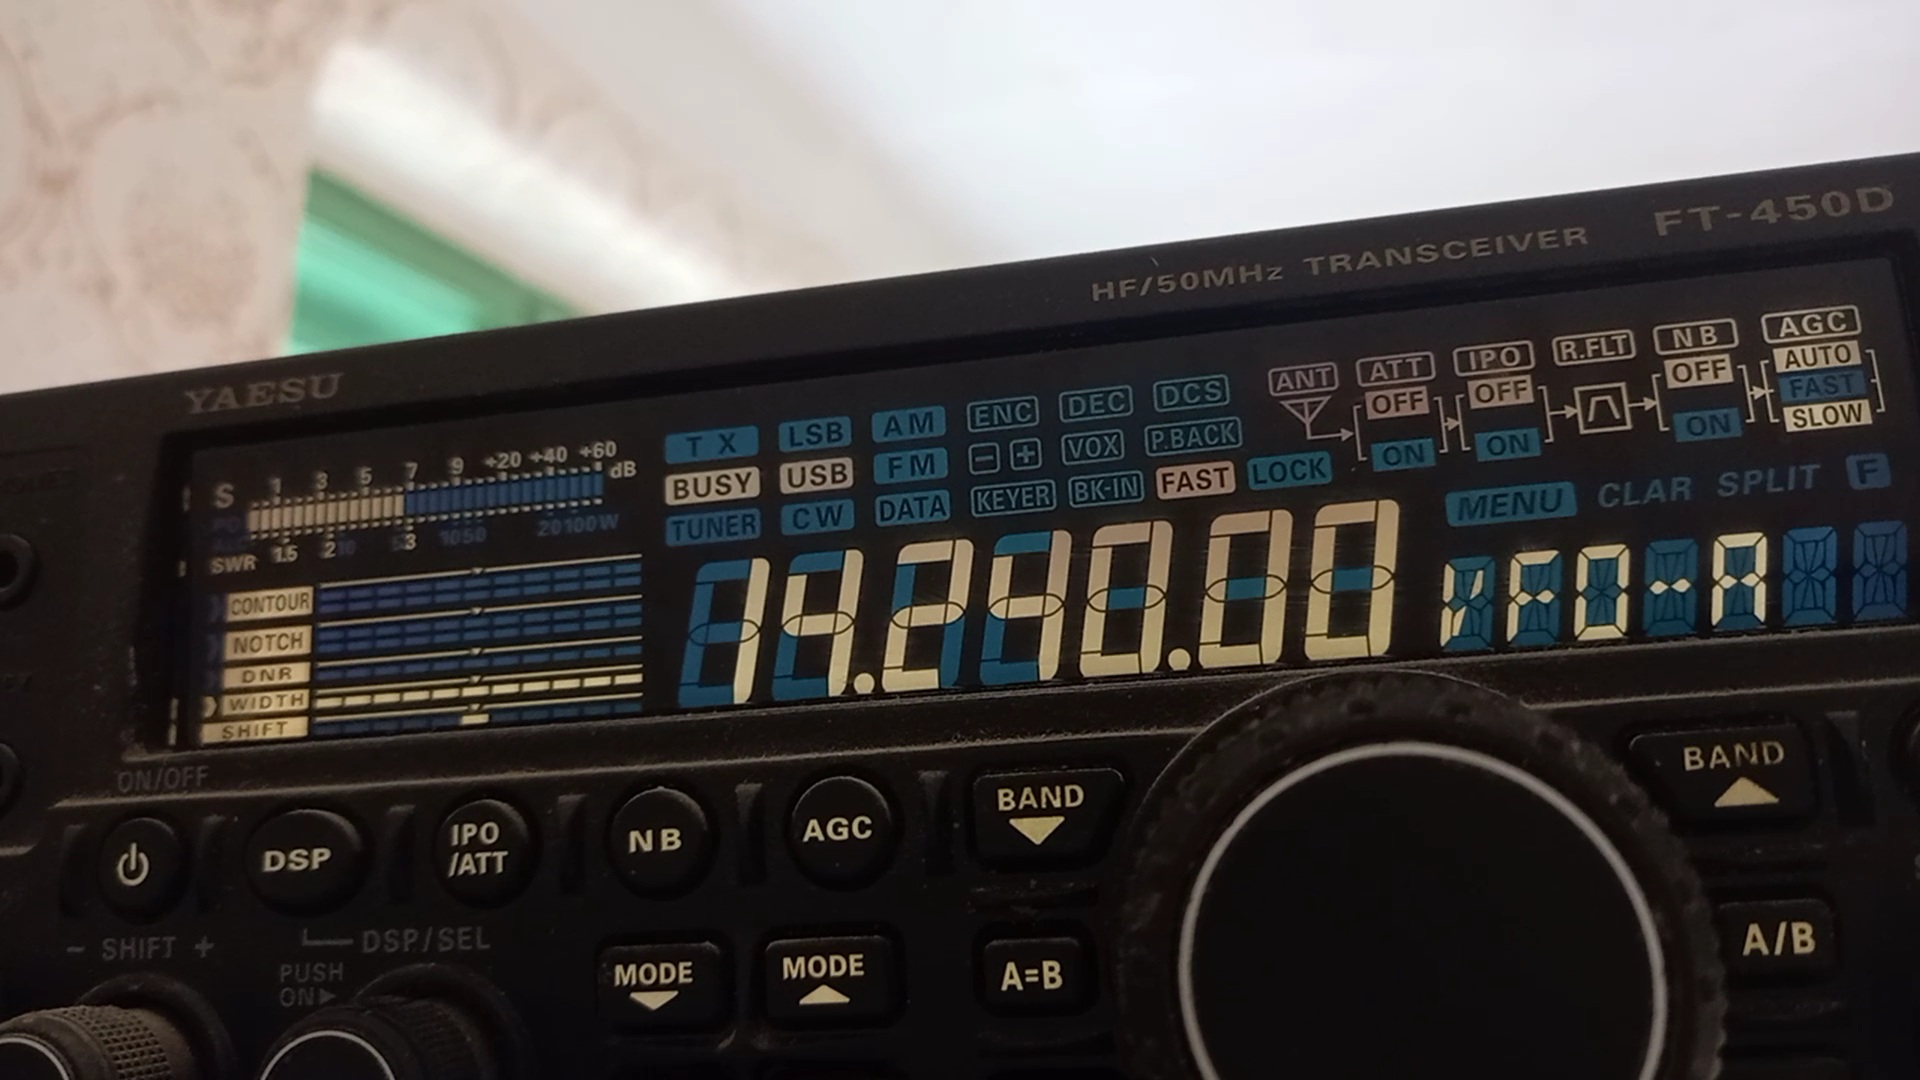 HF/50MHz TRANSCEIVER FT-450D
YAESU
S 1 3 5 7 9 +20 +40 +60 dB
SWR 1.5 2 3
20 100W
CONTOUR
NOTCH
DNR
WIDTH
SHIFT
TX LSB AM ENC DEC DCS
BUSY USB FM - + VOX P.BACK
TUNER CW DATA KEYER BK-IN FAST LOCK
ANT ATT IPO R.FLT NB AGC
OFF OFF OFF AUTO
FAST
ON ON ON SLOW
MENU CLAR SPLIT F
14.240.00 VFO-A
ON/OFF
DSP
IPO
/ATT
NB
AGC
BAND
BAND
- SHIFT +
DSP/SEL
PUSH
ON
MODE
MODE
A=B
A/B